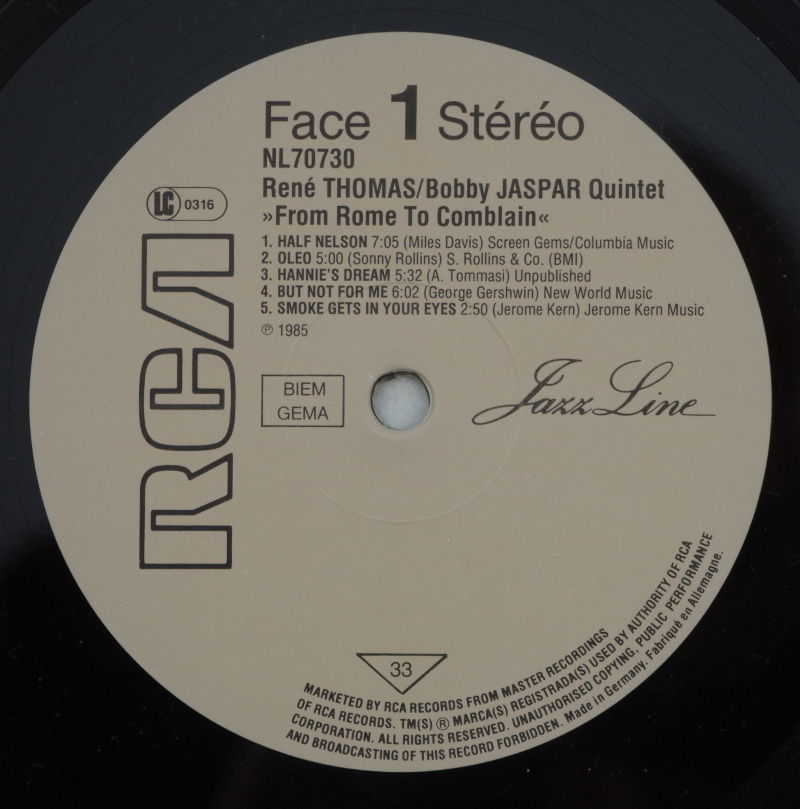 Face 1 Stéréo
NL70730
René THOMAS/Bobby JASPAR Quintet
»From Rome To Comblain«
1. HALF NELSON 7:05 (Miles Davis) Screen Gems/Columbia Music
2. OLEO 5:00 (Sonny Rollins) S. Rollins & Co. (BMI)
3. HANNIE'S DREAM 5:32 (A. Tommasi) Unpublished
4. BUT NOT FOR ME 6:02 (George Gershwin) New World Music
5. SMOKE GETS IN YOUR EYES 2:50 (Jerome Kern) Jerome Kern Music
℗ 1985
LC 0316
RCA
BIEM
GEMA
Jazz Line
33
MARKETED BY RCA RECORDS FROM MASTER RECORDINGS
OF RCA RECORDS. TM(S) ® MARCA(S) REGISTRADA(S) USED BY AUTHORITY OF RCA
CORPORATION. ALL RIGHTS RESERVED. UNAUTHORISED COPYING, PUBLIC PERFORMANCE
AND BROADCASTING OF THIS RECORD FORBIDDEN. Made in Germany. Fabriqué en Allemagne.